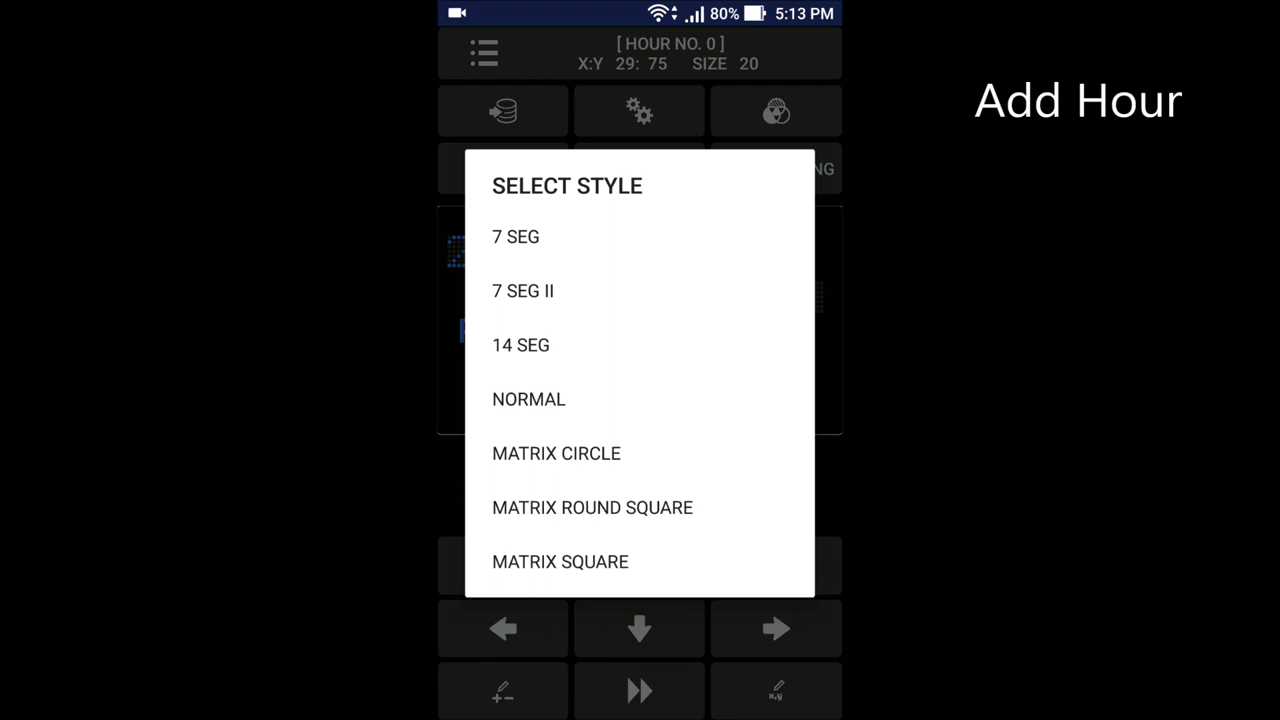 80% 5:13 PM
[ HOUR NO. 0 ]
X:Y 29: 75 SIZE 20
Add Hour
NG
SELECT STYLE
7 SEG
7 SEG II
14 SEG
NORMAL
MATRIX CIRCLE
MATRIX ROUND SQUARE
MATRIX SQUARE
+- x,y